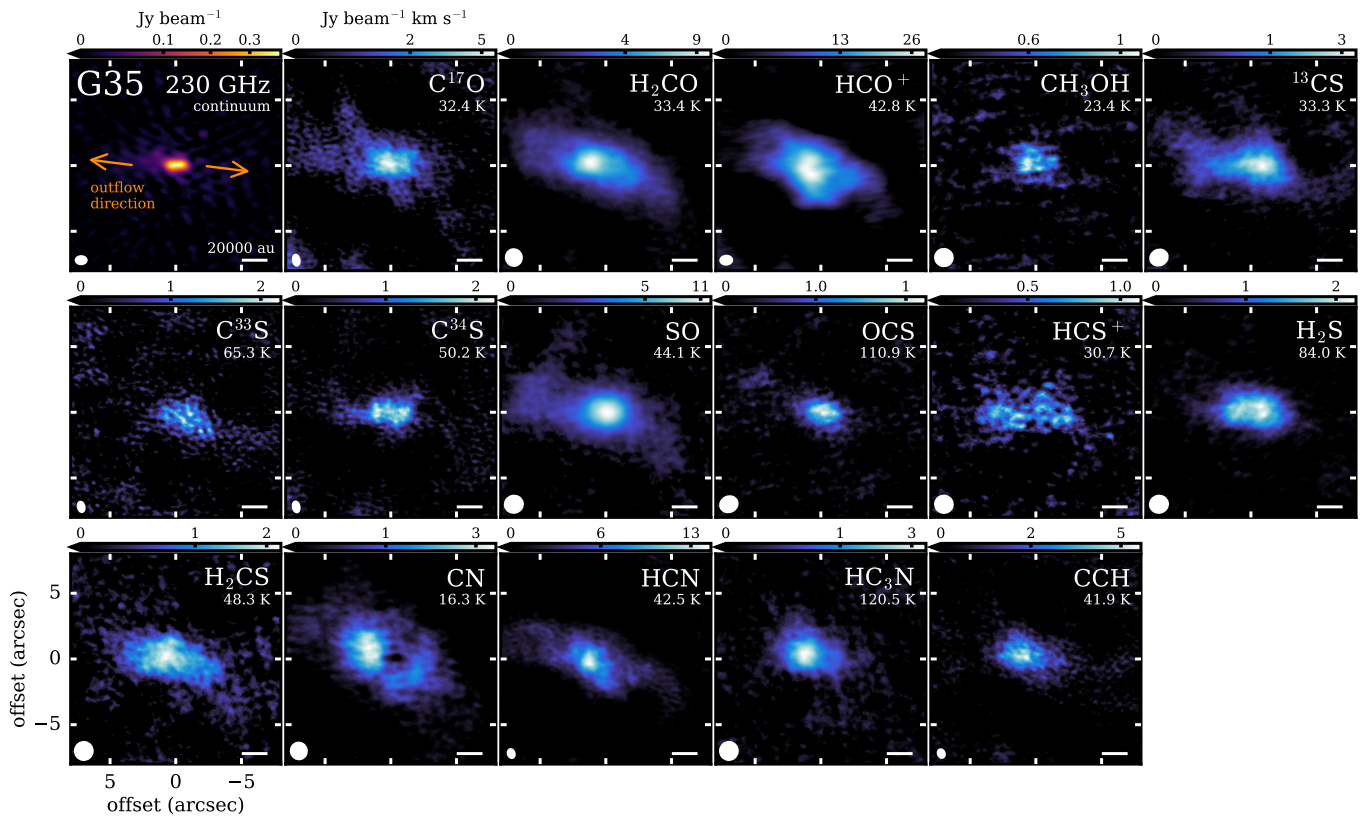 Jy beam⁻¹
Jy beam⁻¹ km s⁻¹
0 0.1 0.2 0.3
0 2 5
0 4 9
0 13 26
0.6 1
0 1 3
G35 230 GHz
continuum
outflow
direction
20000 au
C¹⁷O
32.4 K
H₂CO
33.4 K
HCO⁺
42.8 K
CH₃OH
23.4 K
¹³CS
33.3 K
0 1 2
0 1 2
0 5 11
0 1.0 1
0.5 1.0
0 1 2
C³³S
65.3 K
C³⁴S
50.2 K
SO
44.1 K
OCS
110.9 K
HCS⁺
30.7 K
H₂S
84.0 K
0 1 2
0 1 3
0 6 13
0 1 3
0 2 5
H₂CS
48.3 K
CN
16.3 K
HCN
42.5 K
HC₃N
120.5 K
CCH
41.9 K
offset (arcsec)
5
0
−5
5 0 −5
offset (arcsec)